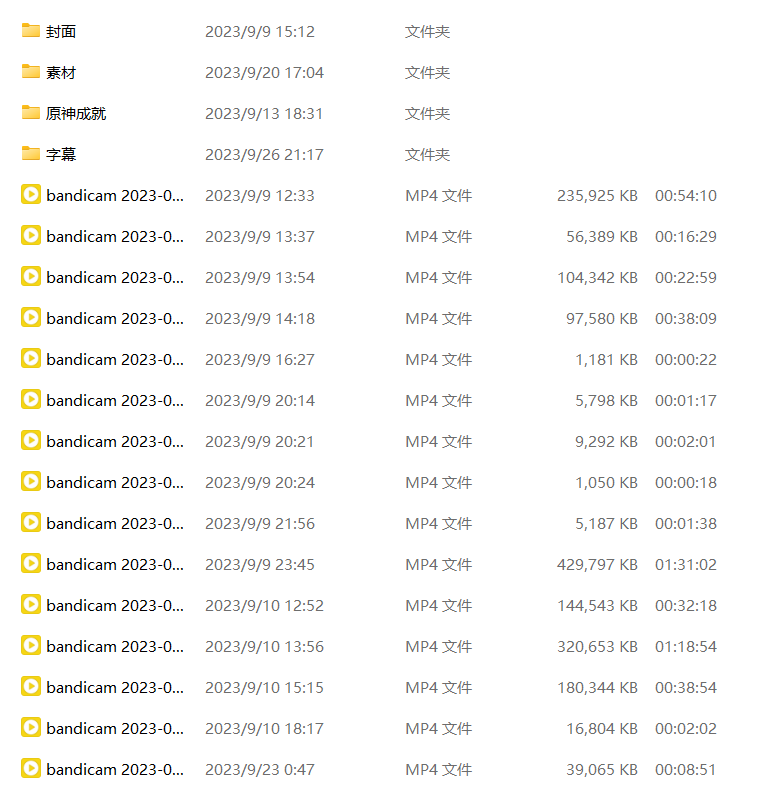 封面 2023/9/9 15:12 文件夹
素材 2023/9/20 17:04 文件夹
原神成就 2023/9/13 18:31 文件夹
字幕 2023/9/26 21:17 文件夹
bandicam 2023-0... 2023/9/9 12:33 MP4 文件 235,925 KB 00:54:10
bandicam 2023-0... 2023/9/9 13:37 MP4 文件 56,389 KB 00:16:29
bandicam 2023-0... 2023/9/9 13:54 MP4 文件 104,342 KB 00:22:59
bandicam 2023-0... 2023/9/9 14:18 MP4 文件 97,580 KB 00:38:09
bandicam 2023-0... 2023/9/9 16:27 MP4 文件 1,181 KB 00:00:22
bandicam 2023-0... 2023/9/9 20:14 MP4 文件 5,798 KB 00:01:17
bandicam 2023-0... 2023/9/9 20:21 MP4 文件 9,292 KB 00:02:01
bandicam 2023-0... 2023/9/9 20:24 MP4 文件 1,050 KB 00:00:18
bandicam 2023-0... 2023/9/9 21:56 MP4 文件 5,187 KB 00:01:38
bandicam 2023-0... 2023/9/9 23:45 MP4 文件 429,797 KB 01:31:02
bandicam 2023-0... 2023/9/10 12:52 MP4 文件 144,543 KB 00:32:18
bandicam 2023-0... 2023/9/10 13:56 MP4 文件 320,653 KB 01:18:54
bandicam 2023-0... 2023/9/10 15:15 MP4 文件 180,344 KB 00:38:54
bandicam 2023-0... 2023/9/10 18:17 MP4 文件 16,804 KB 00:02:02
bandicam 2023-0... 2023/9/23 0:47 MP4 文件 39,065 KB 00:08:51